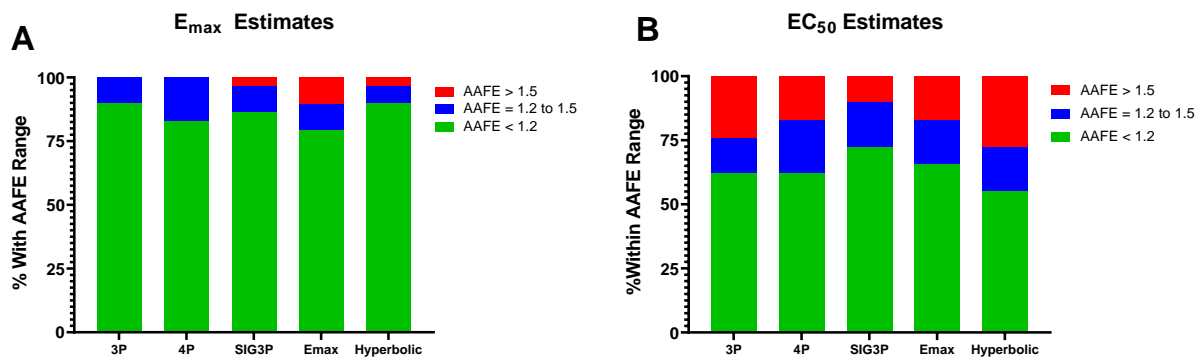 A
Emax Estimates
% With AAFE Range
100
75
50
25
0
3P
4P
SIG3P
Emax
Hyperbolic
AAFE > 1.5
AAFE = 1.2 to 1.5
AAFE < 1.2
B
EC50 Estimates
%Within AAFE Range
100
75
50
25
0
3P
4P
SIG3P
Emax
Hyperbolic
AAFE > 1.5
AAFE = 1.2 to 1.5
AAFE < 1.2